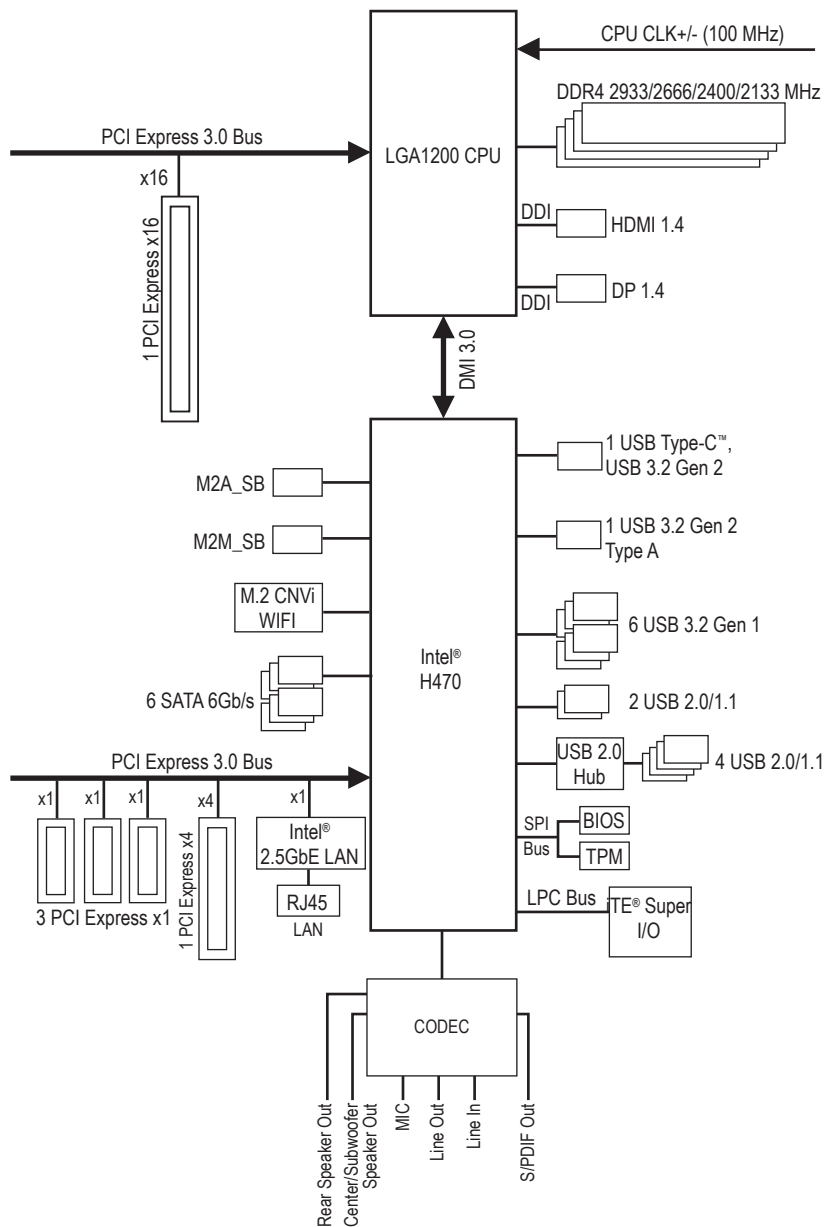 CPU CLK+/- (100 MHz)
DDR4 2933/2666/2400/2133 MHz
PCI Express 3.0 Bus
LGA1200 CPU
x16
1 PCI Express x16
DDI
HDMI 1.4
DP 1.4
DDI
DMI 3.0
1 USB Type-C™,
USB 3.2 Gen 2
M2A_SB
1 USB 3.2 Gen 2
Type A
M2M_SB
M.2 CNVi
WIFI
6 USB 3.2 Gen 1
Intel®
H470
6 SATA 6Gb/s
2 USB 2.0/1.1
PCI Express 3.0 Bus
USB 2.0
Hub
4 USB 2.0/1.1
x1
x1
x1
x4
x1
3 PCI Express x1
1 PCI Express x4
Intel®
2.5GbE LAN
RJ45
LAN
SPI
Bus
BIOS
TPM
LPC Bus
iTE® Super
I/O
CODEC
Rear Speaker Out
Center/Subwoofer
Speaker Out
MIC
Line Out
Line In
S/PDIF Out